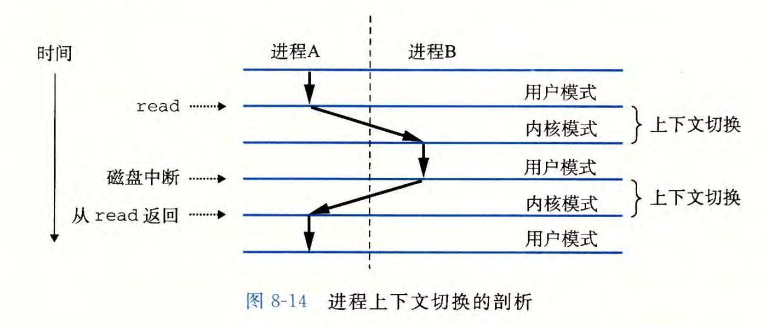 时间
进程A 进程B
用户模式
read
内核模式 上下文切换
用户模式
磁盘中断
内核模式 上下文切换
从 read 返回
用户模式
图 8-14 进程上下文切换的剖析